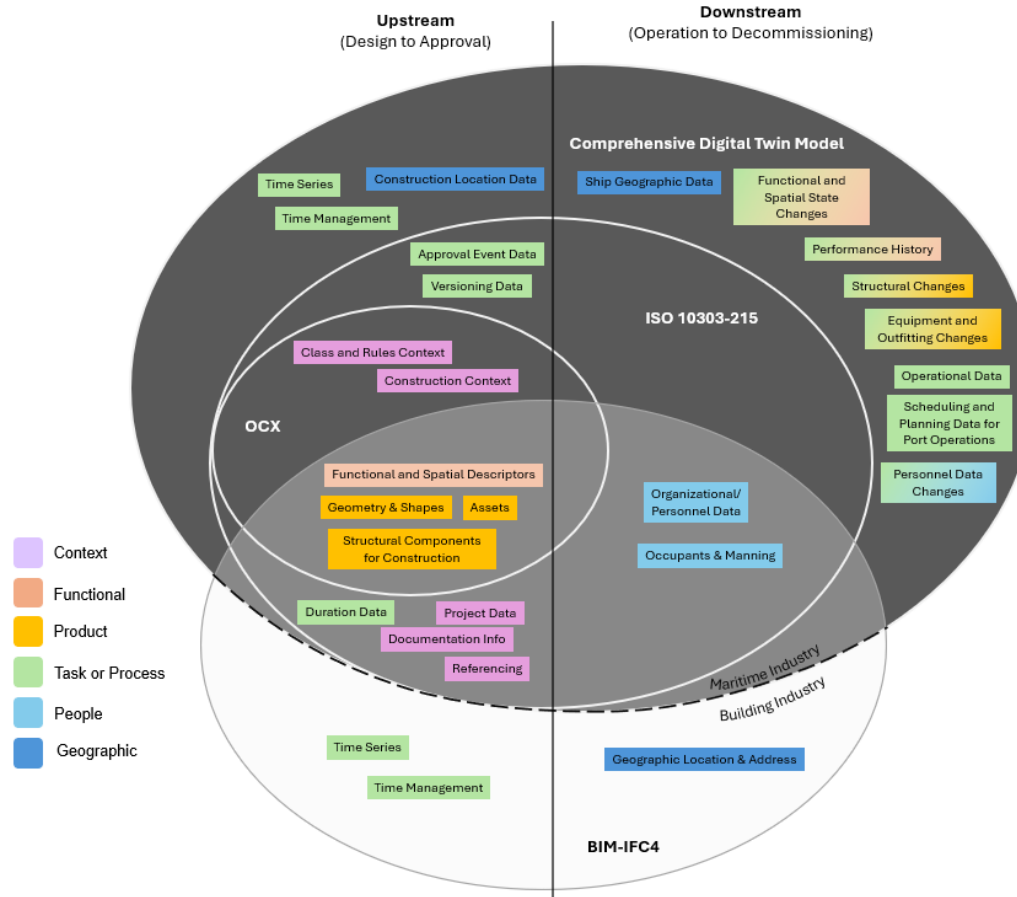 Upstream
(Design to Approval)
Downstream
(Operation to Decommissioning)
Comprehensive Digital Twin Model
Time Series
Construction Location Data
Time Management
Ship Geographic Data
Functional and
Spatial State
Changes
Approval Event Data
Versioning Data
Performance History
Structural Changes
ISO 10303-215
Equipment and
Outfitting Changes
Class and Rules Context
Construction Context
Operational Data
Scheduling and
Planning Data for
Port Operations
OCX
Functional and Spatial Descriptors
Personnel Data
Changes
Geometry & Shapes
Assets
Organizational/
Personnel Data
Structural Components
for Construction
Occupants & Manning
Duration Data
Project Data
Documentation Info
Referencing
Maritime Industry
Building Industry
Time Series
Time Management
Geographic Location & Address
BIM-IFC4
Context
Functional
Product
Task or Process
People
Geographic